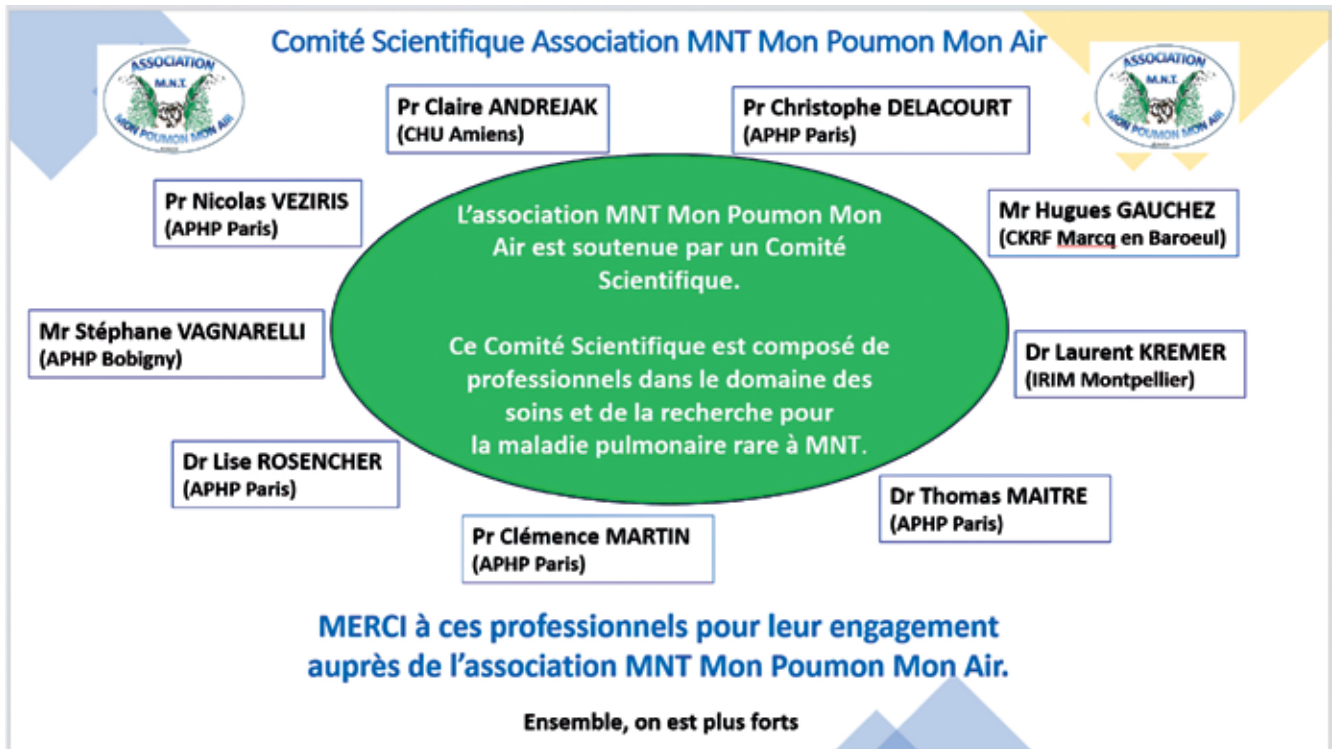 Comité Scientifique Association MNT Mon Poumon Mon Air
ASSOCIATION
M.N.T.
MON POUMON MON AIR
ASSOCIATION
M.N.T.
MON POUMON MON AIR
Pr Claire ANDREJAK
(CHU Amiens)
Pr Christophe DELACOURT
(APHP Paris)
Pr Nicolas VEZIRIS
(APHP Paris)
Mr Hugues GAUCHEZ
(CKRF Marcq en Baroeul)
L'association MNT Mon Poumon Mon
Air est soutenue par un Comité
Scientifique.
Ce Comité Scientifique est composé de
professionnels dans le domaine des
soins et de la recherche pour
la maladie pulmonaire rare à MNT.
Mr Stéphane VAGNARELLI
(APHP Bobigny)
Dr Laurent KREMER
(IRIM Montpellier)
Dr Lise ROSENCHER
(APHP Paris)
Dr Thomas MAITRE
(APHP Paris)
Pr Clémence MARTIN
(APHP Paris)
MERCI à ces professionnels pour leur engagement
auprès de l'association MNT Mon Poumon Mon Air.
Ensemble, on est plus forts